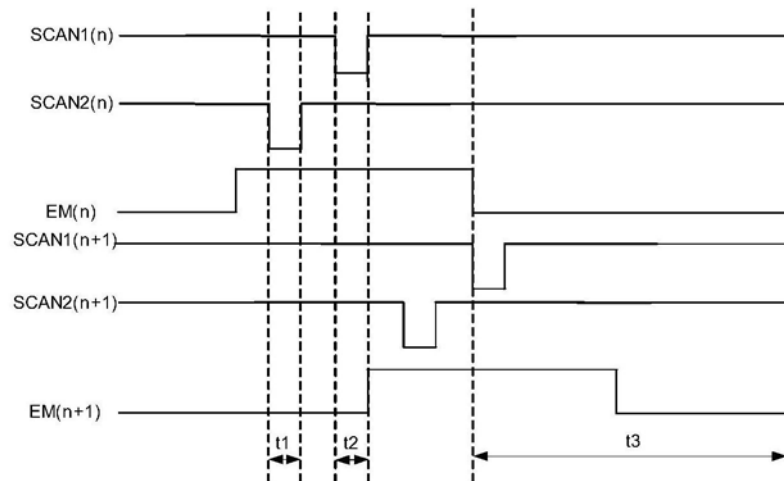 SCAN1(n)
SCAN2(n)
EM(n)
SCAN1(n+1)
SCAN2(n+1)
EM(n+1)
t1
t2
t3